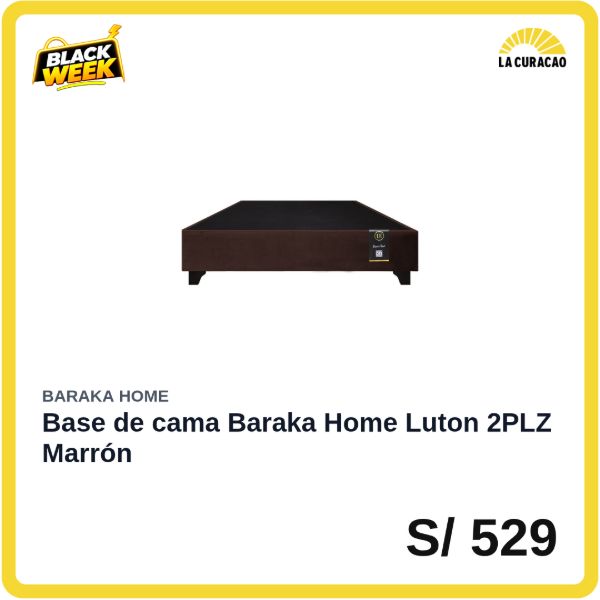 BLACK
WEEK
LA CURACAO
BARAKA HOME
Base de cama Baraka Home Luton 2PLZ
Marrón
S/ 529